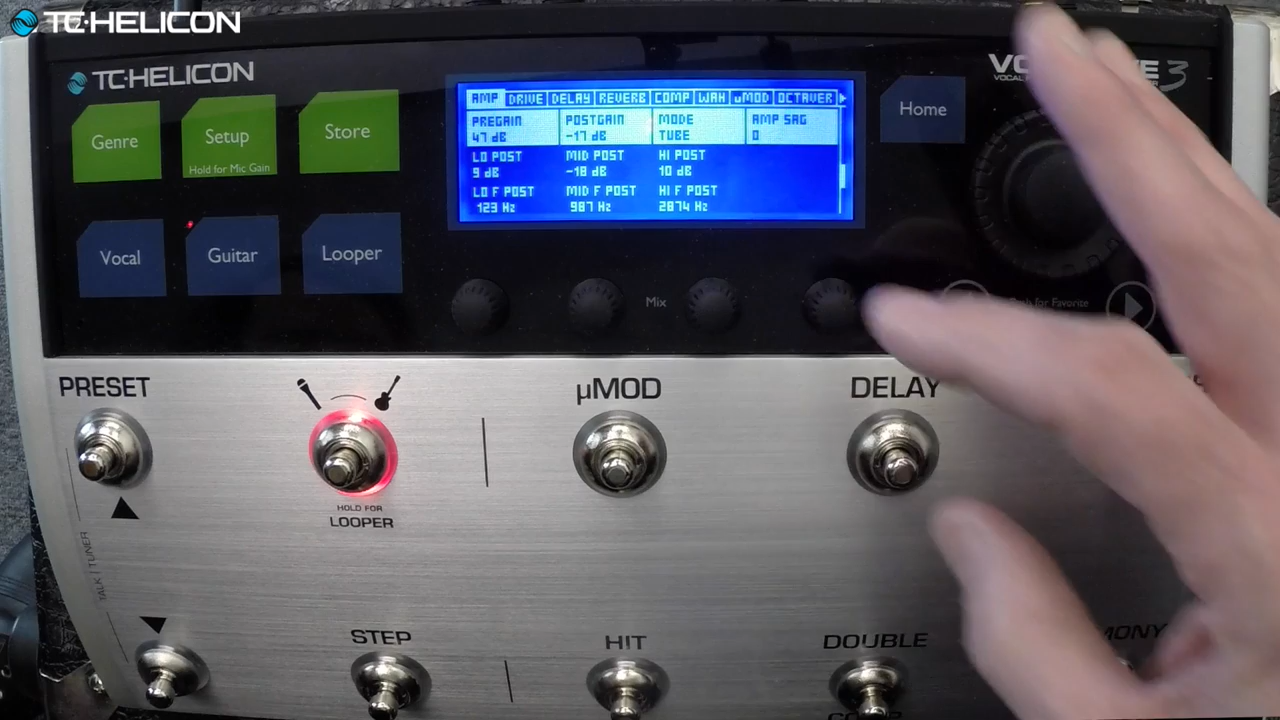 TC·HELICON
TC·HELICON
Genre
Setup
Hold for Mic Gain
Store
Vocal
Guitar
Looper
AMP DRIVE DELAY REVERB COMP WAH µMOD OCTAVER
PREGAIN POSTGAIN MODE AMP SAG
47 dB -17 dB TUBE 0
LO POST MID POST HI POST
9 dB -18 dB 10 dB
LO F POST MID F POST HI F POST
123 Hz 987 Hz 2874 Hz
Home
3
Mix
for Favorite
PRESET
µMOD
DELAY
HOLD FOR
LOOPER
TALK / TUNER
STEP
HIT
DOUBLE